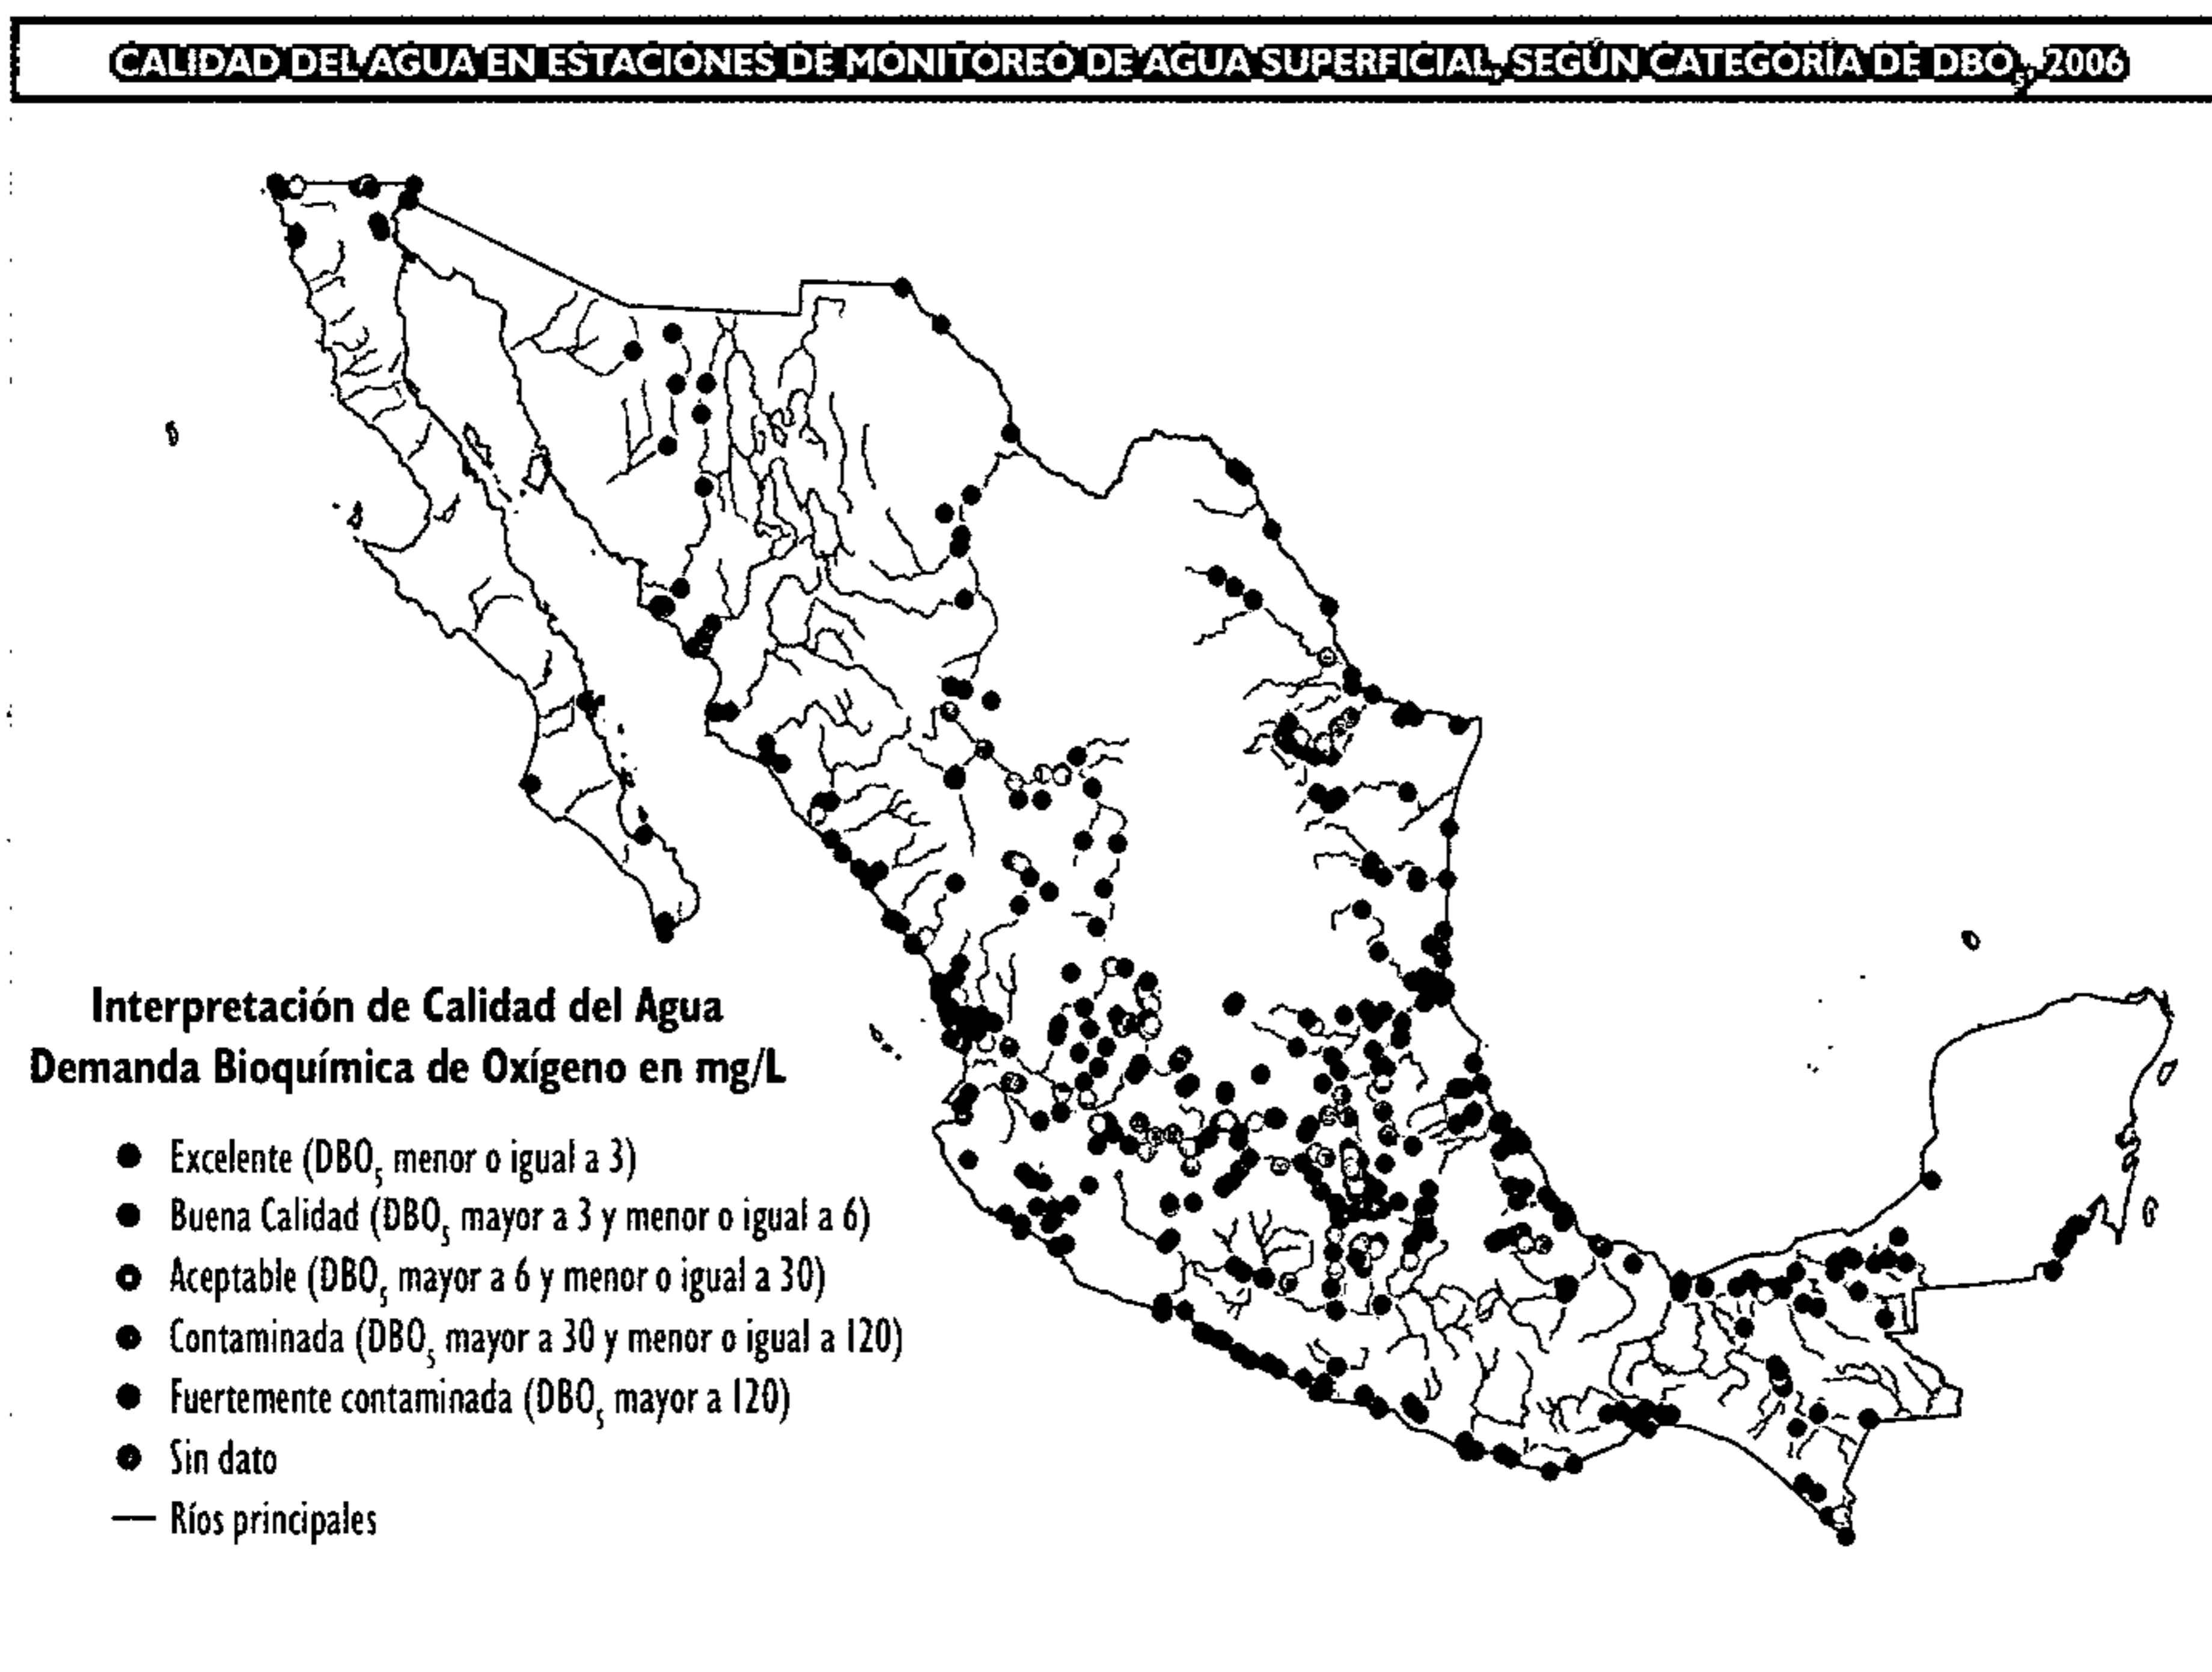 CALIDAD DEL AGUA EN ESTACIONES DE MONITOREO DE AGUA SUPERFICIAL, SEGÚN CATEGORÍA DE DBO5, 2006
Interpretación de Calidad del Agua
Demanda Bioquímica de Oxígeno en mg/L
Excelente (DBO5 menor o igual a 3)
Buena Calidad (DBO5 mayor a 3 y menor o igual a 6)
Aceptable (DBO5 mayor a 6 y menor o igual a 30)
Contaminada (DBO5 mayor a 30 y menor o igual a 120)
Fuertemente contaminada (DBO5 mayor a 120)
Sin dato
Ríos principales